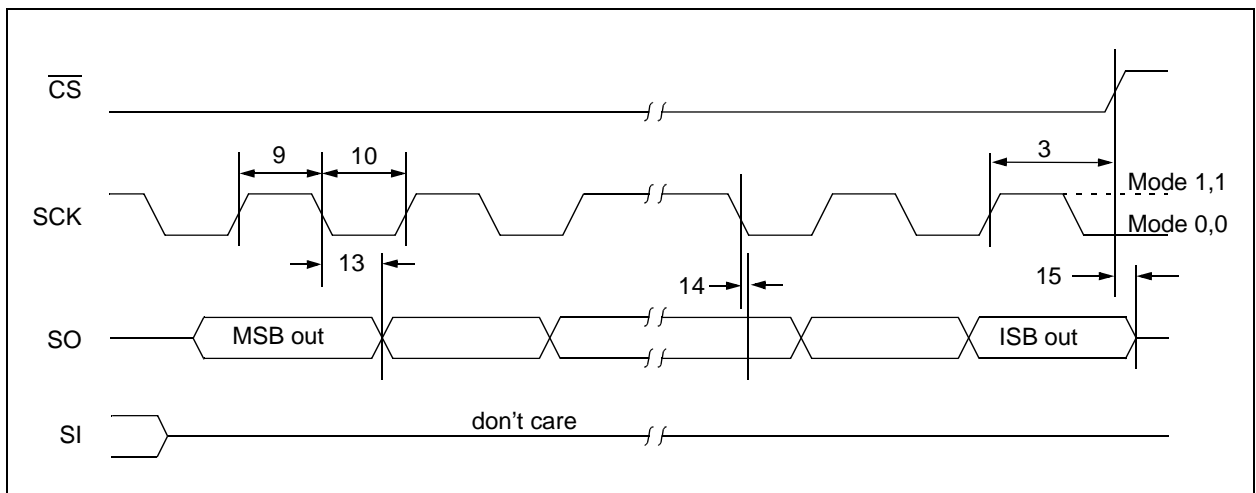 CS
9
10
3
Mode 1,1
SCK
Mode 0,0
13
14
15
SO
MSB out
ISB out
don't care
SI